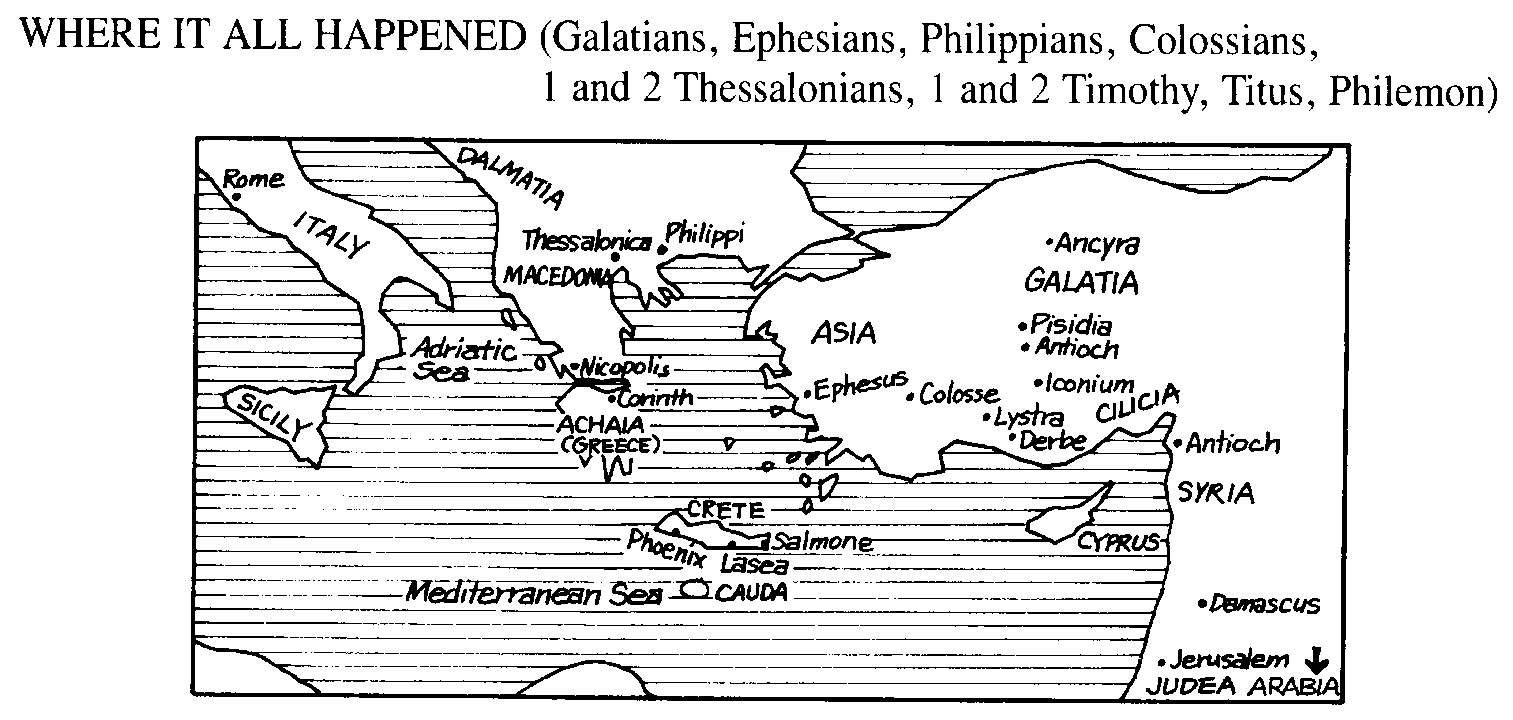 WHERE IT ALL HAPPENED (Galatians, Ephesians, Philippians, Colossians,
1 and 2 Thessalonians, 1 and 2 Timothy, Titus, Philemon)
DALMATIA
Rome
ITALY
Thessalonica
Philippi
MACEDONIA
Ancyra
GALATIA
ASIA
Pisidia
Antioch
Adriatic
Sea
Nicopolis
Corinth
Ephesus
Colosse
Iconium
CILICIA
SICILY
Lystra
Derbe
ACHAIA
(GREECE)
Antioch
SYRIA
CRETE
Phoenix
Lasea
Salmone
CYPRUS
Mediterranean Sea
CAUDA
Damascus
Jerusalem
JUDEA ARABIA